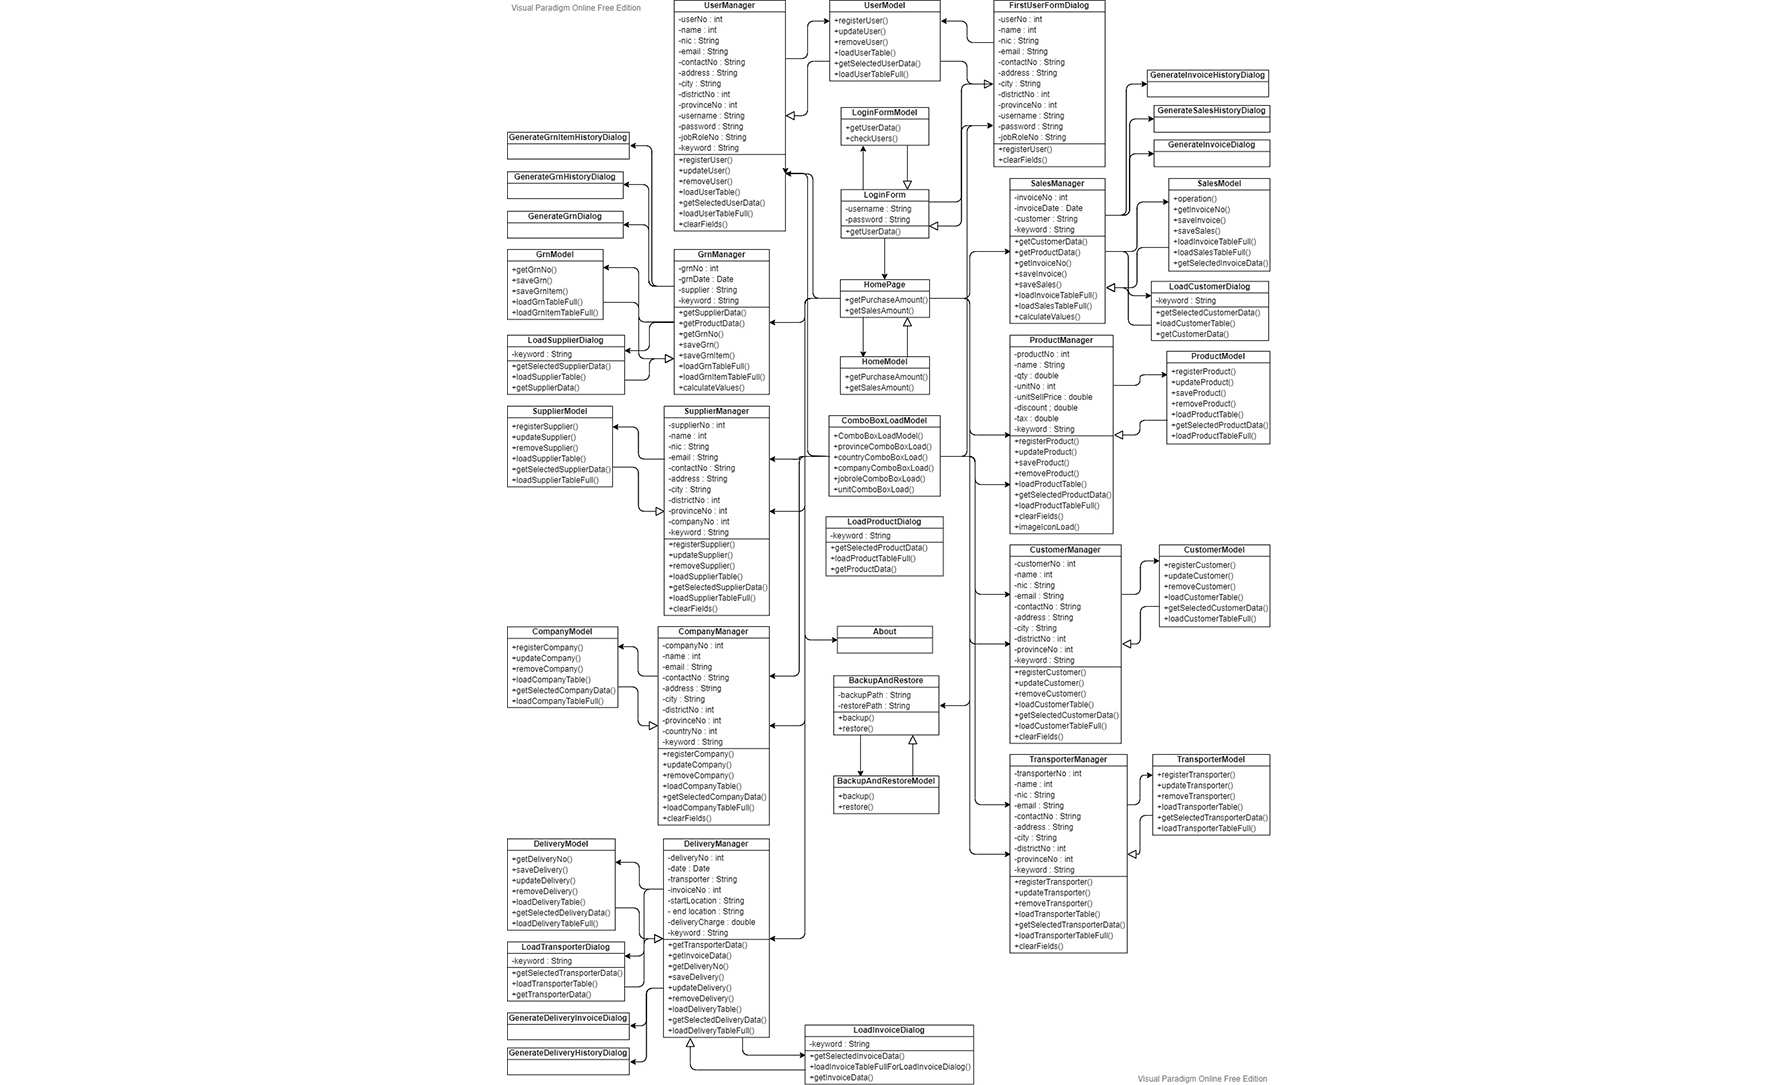 Visual Paradigm Online Free Edition
UserManager
-userNo : int
-name : int
-nic : String
-email : String
-contactNo : String
-address : String
-city : String
-districtNo : int
-provinceNo : int
-username : String
-password : String
-jobRoleNo : String
-keyword : String
+registerUser()
+updateUser()
+removeUser()
+loadUserTable()
+getSelectedUserData()
+loadUserTableFull()
+clearFields()
UserModel
+registerUser()
+updateUser()
+removeUser()
+loadUserTable()
+getSelectedUserData()
+loadUserTableFull()
FirstUserFormDialog
-userNo : int
-name : int
-nic : String
-email : String
-contactNo : String
-address : String
-city : String
-districtNo : int
-provinceNo : int
-username : String
-password : String
-jobRoleNo : String
+registerUser()
+clearFields()
LoginFormModel
+getUserData()
+checkUsers()
LoginForm
-username : String
-password : String
+getUserData()
GenerateInvoiceHistoryDialog
GenerateSalesHistoryDialog
GenerateInvoiceDialog
GenerateGrnItemHistoryDialog
GenerateGrnHistoryDialog
GenerateGrnDialog
SalesManager
-invoiceNo : int
-invoiceDate : Date
-customer : String
-keyword : String
+getCustomerData()
+getProductData()
+getInvoiceNo()
+saveInvoice()
+saveSales()
+loadInvoiceTableFull()
+loadSalesTableFull()
+calculateValues()
SalesModel
+operation()
+getInvoiceNo()
+saveInvoice()
+saveSales()
+loadInvoiceTableFull()
+loadSalesTableFull()
+getSelectedInvoiceData()
LoadCustomerDialog
-keyword : String
+getSelectedCustomerData()
+loadCustomerTable()
+getCustomerData()
GrnModel
+getGrnNo()
+saveGrn()
+saveGrnItem()
+loadGrnTableFull()
+loadGrnItemTableFull()
GrnManager
-grnNo : int
-grnDate : Date
-supplier : String
-keyword : String
+getSupplierData()
+getProductData()
+getGrnNo()
+saveGrn()
+saveGrnItem()
+loadGrnTableFull()
+loadGrnItemTableFull()
+calculateValues()
LoadSupplierDialog
-keyword : String
+getSelectedSupplierData()
+loadSupplierTable()
+getSupplierData()
HomePage
+getPurchaseAmount()
+getSalesAmount()
HomeModel
+getPurchaseAmount()
+getSalesAmount()
ProductManager
-productNo : int
-name : String
-qty : double
-unitNo : int
-unitSellPrice : double
-discount ; double
-tax : double
-keyword : String
+registerProduct()
+updateProduct()
+saveProduct()
+removeProduct()
+loadProductTable()
+getSelectedProductData()
+loadProductTableFull()
+clearFields()
+imageIconLoad()
ProductModel
+registerProduct()
+updateProduct()
+saveProduct()
+removeProduct()
+loadProductTable()
+getSelectedProductData()
+loadProductTableFull()
SupplierModel
+registerSupplier()
+updateSupplier()
+removeSupplier()
+loadSupplierTable()
+getSelectedSupplierData()
+loadSupplierTableFull()
SupplierManager
-supplierNo : int
-name : int
-nic : String
-email : String
-contactNo : String
-address : String
-city : String
-districtNo : int
-provinceNo : int
-companyNo : int
-keyword : String
+registerSupplier()
+updateSupplier()
+removeSupplier()
+loadSupplierTable()
+getSelectedSupplierData()
+loadSupplierTableFull()
+clearFields()
ComboBoxLoadModel
+ComboBoxLoadModel()
+provinceComboBoxLoad()
+countryComboBoxLoad()
+companyComboBoxLoad()
+jobroleComboBoxLoad()
+unitComboBoxLoad()
LoadProductDialog
-keyword : String
+getSelectedProductData()
+loadProductTableFull()
+getProductData()
CustomerManager
-customerNo : int
-name : int
-nic : String
-email : String
-contactNo : String
-address : String
-city : String
-districtNo : int
-provinceNo : int
-keyword : String
+registerCustomer()
+updateCustomer()
+removeCustomer()
+loadCustomerTable()
+getSelectedCustomerData()
+loadCustomerTableFull()
+clearFields()
CustomerModel
+registerCustomer()
+updateCustomer()
+removeCustomer()
+loadCustomerTable()
+getSelectedCustomerData()
+loadCustomerTableFull()
CompanyModel
+registerCompany()
+updateCompany()
+removeCompany()
+loadCompanyTable()
+getSelectedCompanyData()
+loadCompanyTableFull()
CompanyManager
-companyNo : int
-name : int
-email : String
-contactNo : String
-address : String
-city : String
-districtNo : int
-provinceNo : int
-countryNo : int
-keyword : String
+registerCompany()
+updateCompany()
+removeCompany()
+loadCompanyTable()
+getSelectedCompanyData()
+loadCompanyTableFull()
+clearFields()
About
BackupAndRestore
-backupPath : String
-restorePath : String
+backup()
+restore()
BackupAndRestoreModel
+backup()
+restore()
TransporterManager
-transporterNo : int
-name : int
-nic : String
-email : String
-contactNo : String
-address : String
-city : String
-districtNo : int
-provinceNo : int
-keyword : String
+registerTransporter()
+updateTransporter()
+removeTransporter()
+loadTransporterTable()
+getSelectedTransporterData()
+loadTransporterTableFull()
+clearFields()
TransporterModel
+registerTransporter()
+updateTransporter()
+removeTransporter()
+loadTransporterTable()
+getSelectedTransporterData()
+loadTransporterTableFull()
DeliveryModel
+getDeliveryNo()
+saveDelivery()
+updateDelivery()
+removeDelivery()
+loadDeliveryTable()
+getSelectedDeliveryData()
+loadDeliveryTableFull()
DeliveryManager
-deliveryNo : int
-date : Date
-transporter : String
-invoiceNo : int
-startLocation : String
- end location : String
-deliveryCharge : double
-keyword : String
+getTransporterData()
+getInvoiceData()
+getDeliveryNo()
+saveDelivery()
+updateDelivery()
+removeDelivery()
+loadDeliveryTable()
+getSelectedDeliveryData()
+loadDeliveryTableFull()
LoadTransporterDialog
-keyword : String
+getSelectedTransporterData()
+loadTransporterTable()
+getTransporterData()
GenerateDeliveryInvoiceDialog
GenerateDeliveryHistoryDialog
LoadInvoiceDialog
-keyword : String
+getSelectedInvoiceData()
+loadInvoiceTableFullForLoadInvoiceDialog()
+getInvoiceData()
Visual Paradigm Online Free Edition